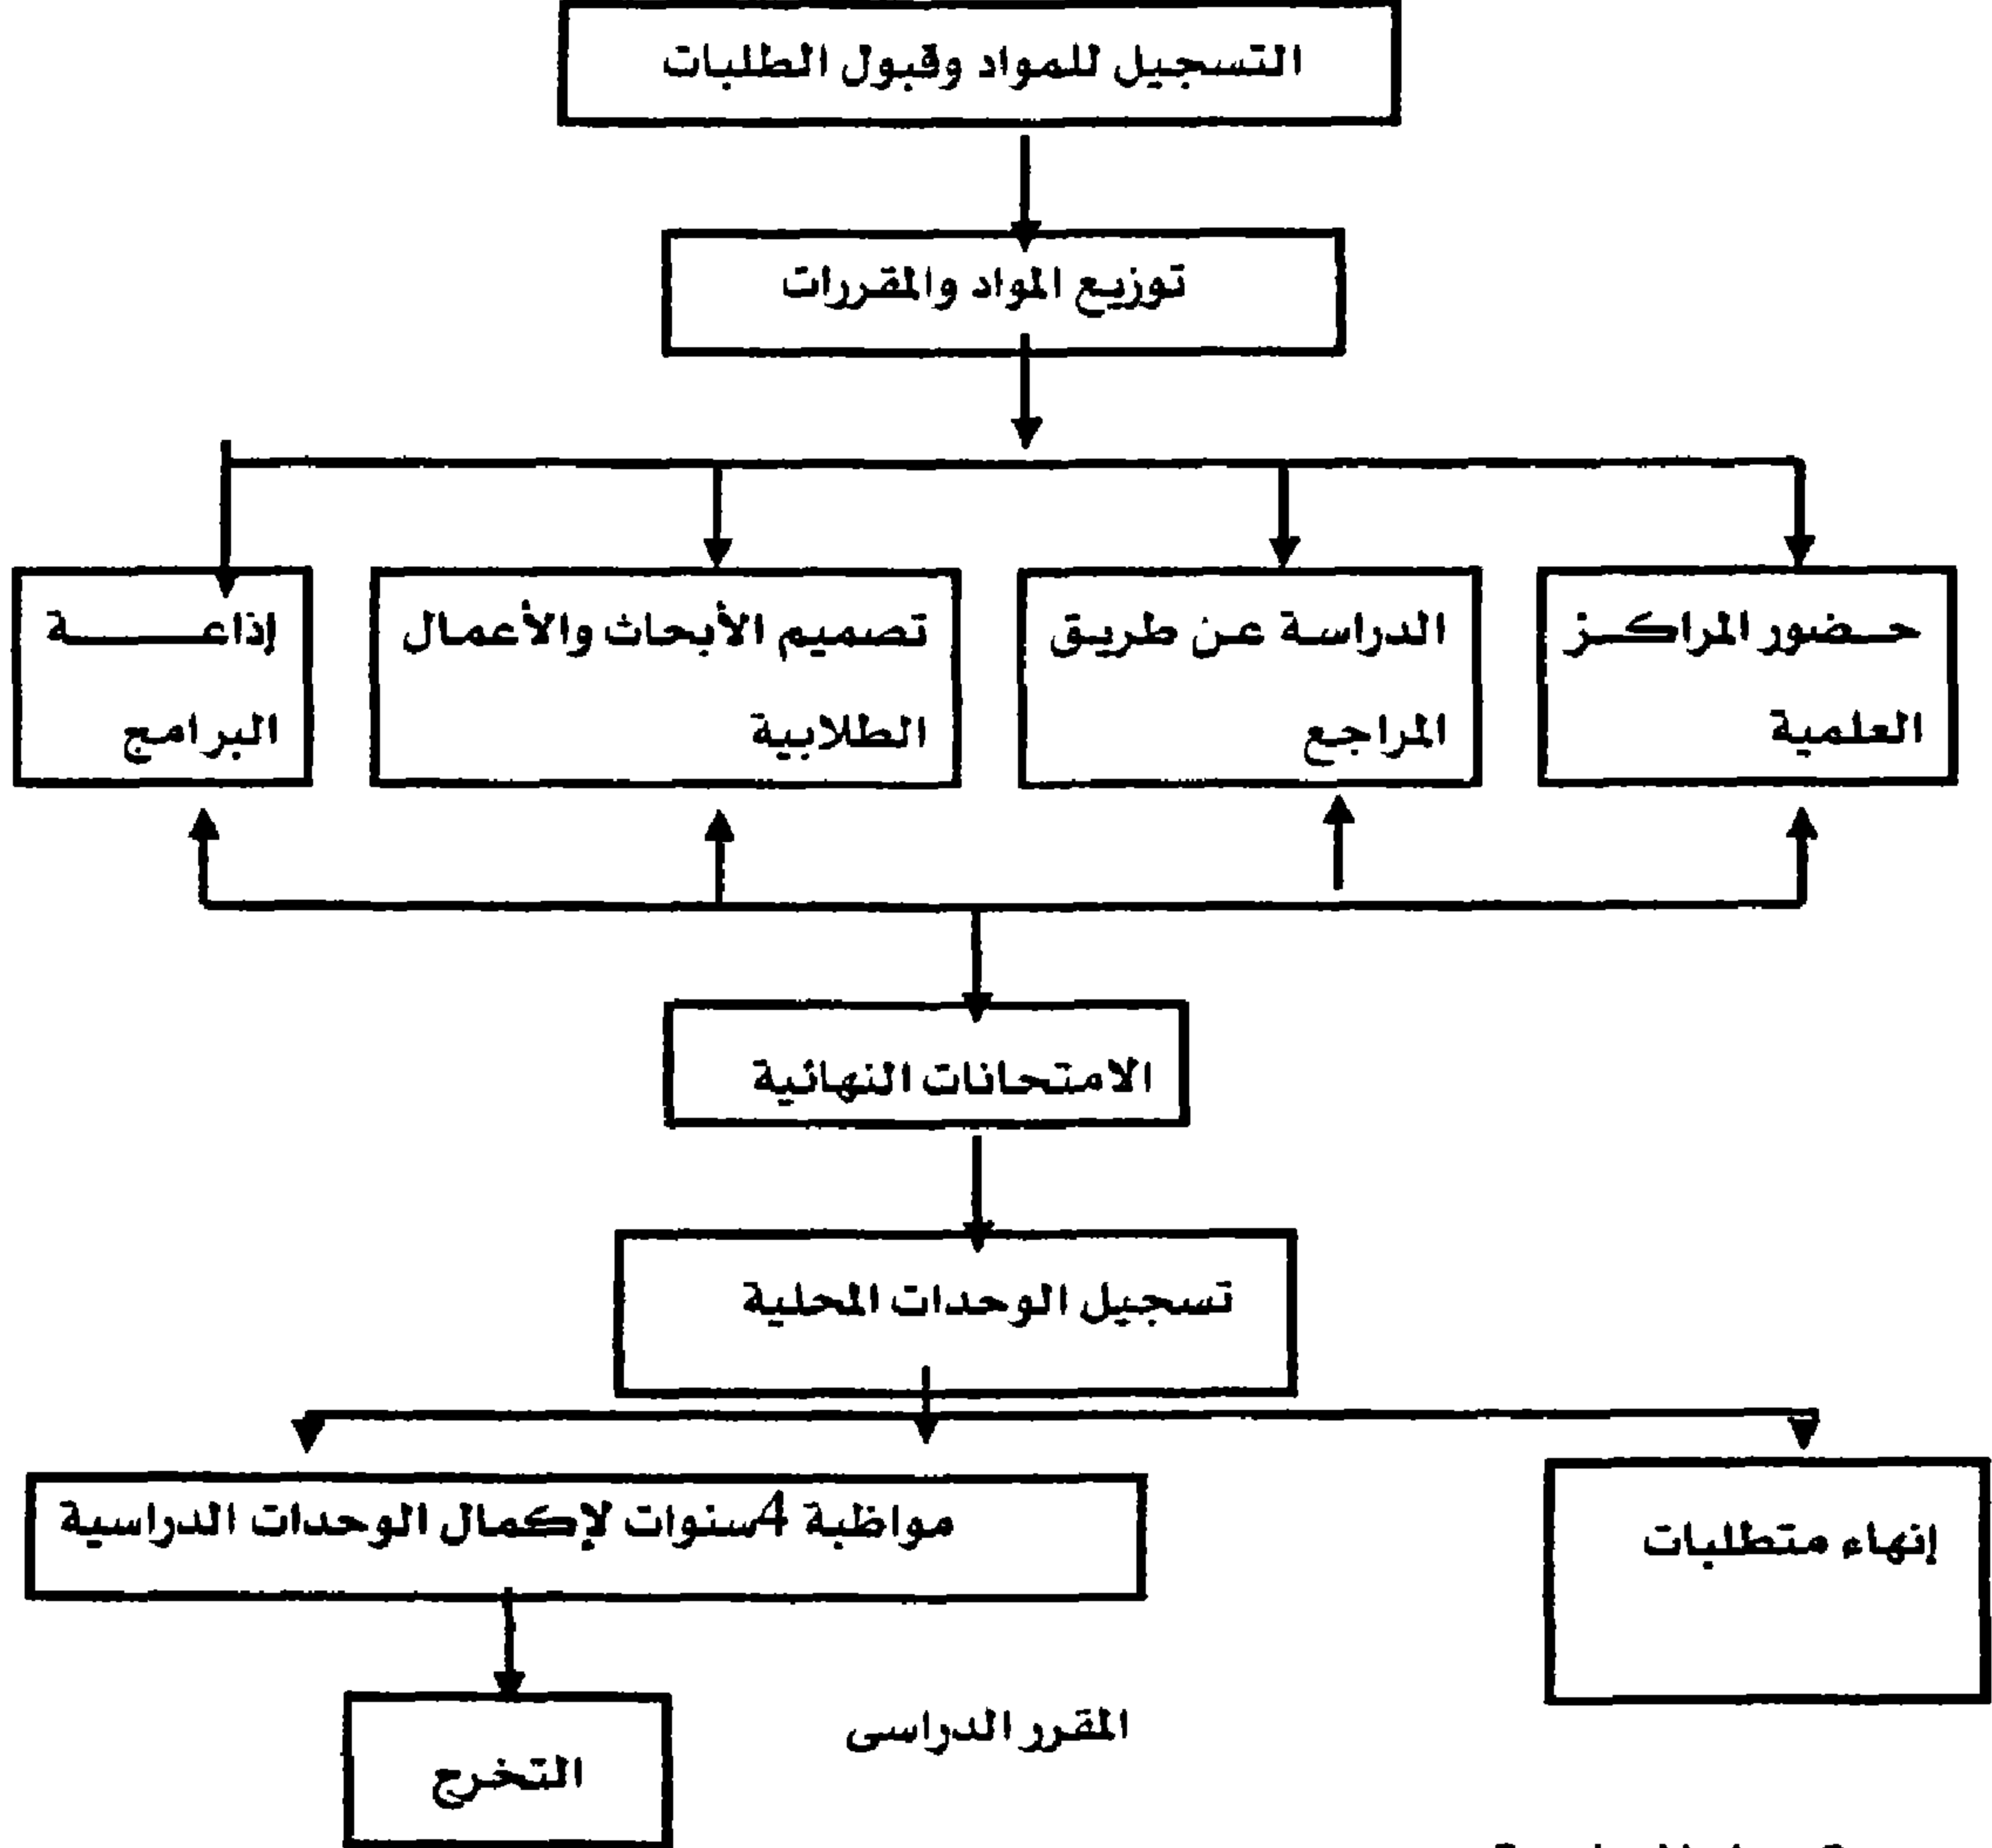 التسجيل للمواد وقبول الطلبات
توزيع المواد والمقررات
حضور المراكز
العلمية
الدراسة عن طريق
المراجع
تصميم الأبحاث والأعمال
الطلابية
إذاعة
البرامج
الامتحانات النهائية
تسجيل الوحدات المحلية
إنهاء متطلبات
مواظبة 4سنوات لإكمال الوحدات الدراسية
المقرر الدراسى
التخرج